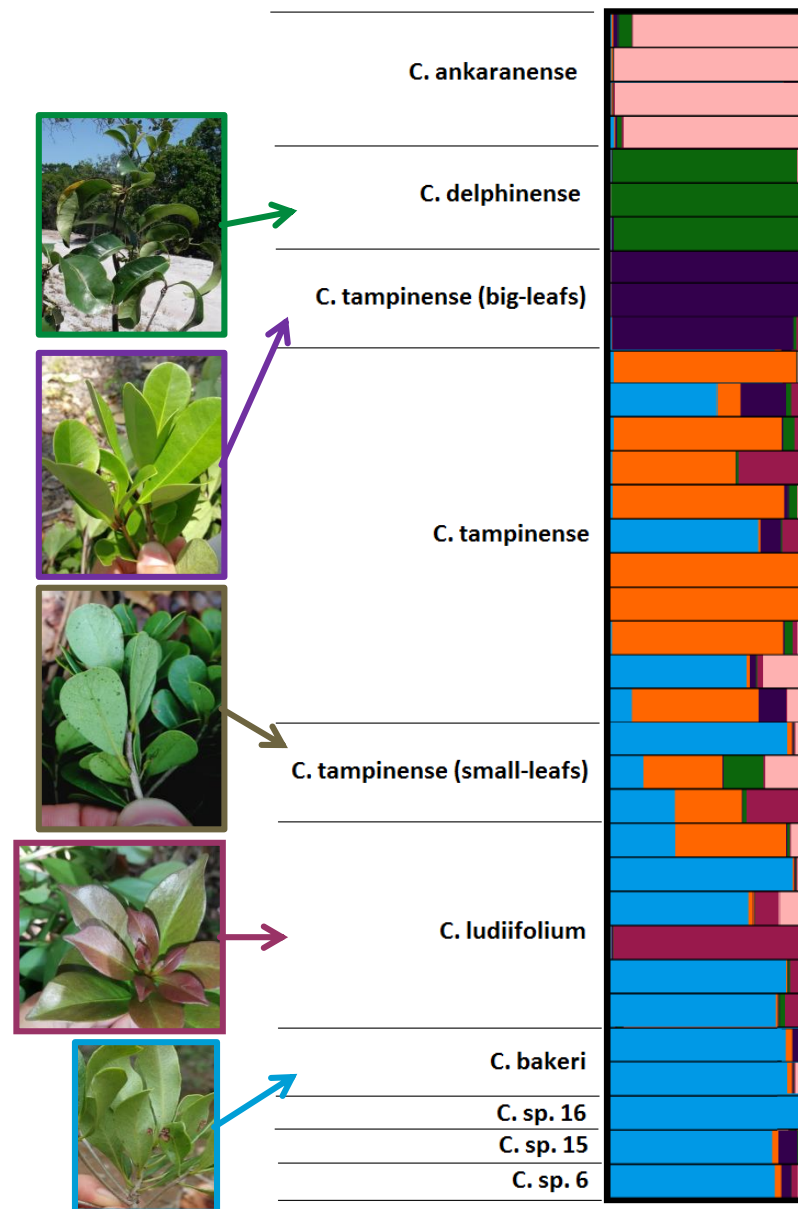 C. ankaranense
C. delphinense
C. tampinense (big-leafs)
C. tampinense
C. tampinense (small-leafs)
C. ludiifolium
C. bakeri
C. sp. 16
C. sp. 15
C. sp. 6